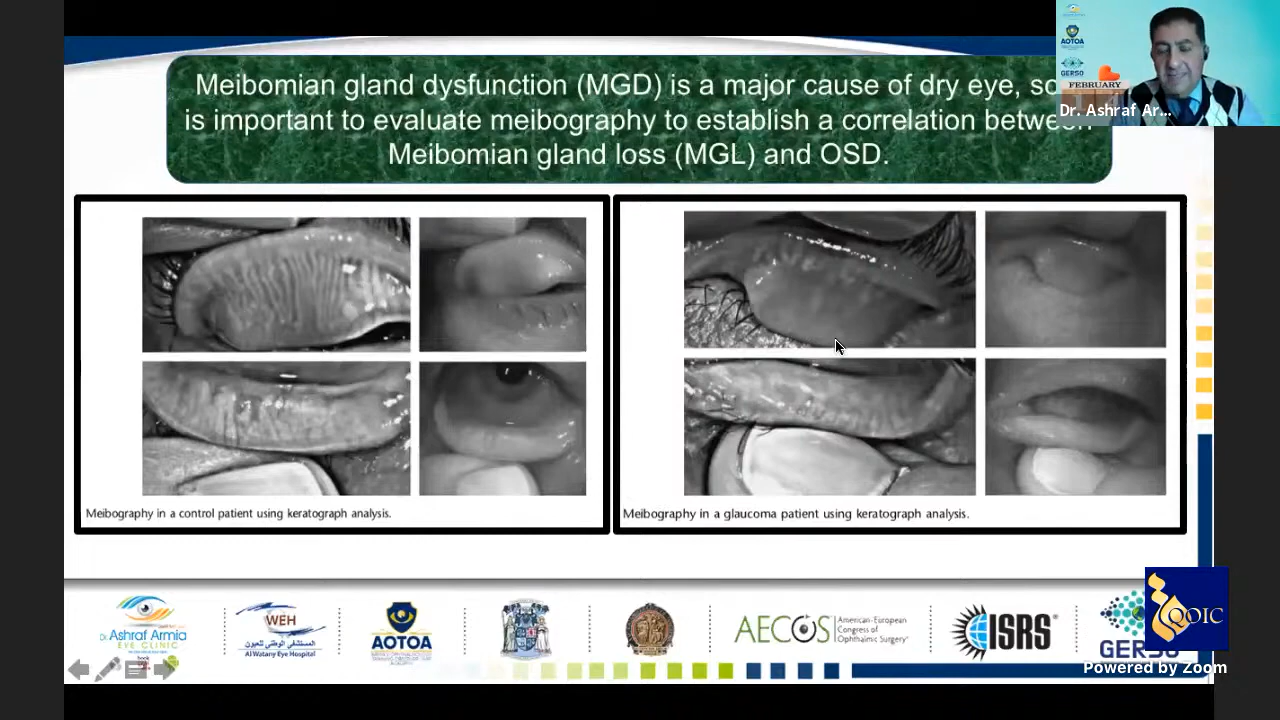 Meibomian gland dysfunction (MGD) is a major cause of dry eye, so
is important to evaluate meibography to establish a correlation between
Meibomian gland loss (MGL) and OSD.
AOTOA
GERSO
FEBRUARY
Dr. Ashraf Ar...
Meibography in a control patient using keratograph analysis.
Meibography in a glaucoma patient using keratograph analysis.
Dr. Ashraf Armia
EYE CLINIC
WEH
المستشفى الوطني للعيون
Al Watany Eye Hospital
AOTOA
AECOS
American-European
Congress of
Ophthalmic Surgery
ISRS
GERSO
QOIC
Powered by Zoom